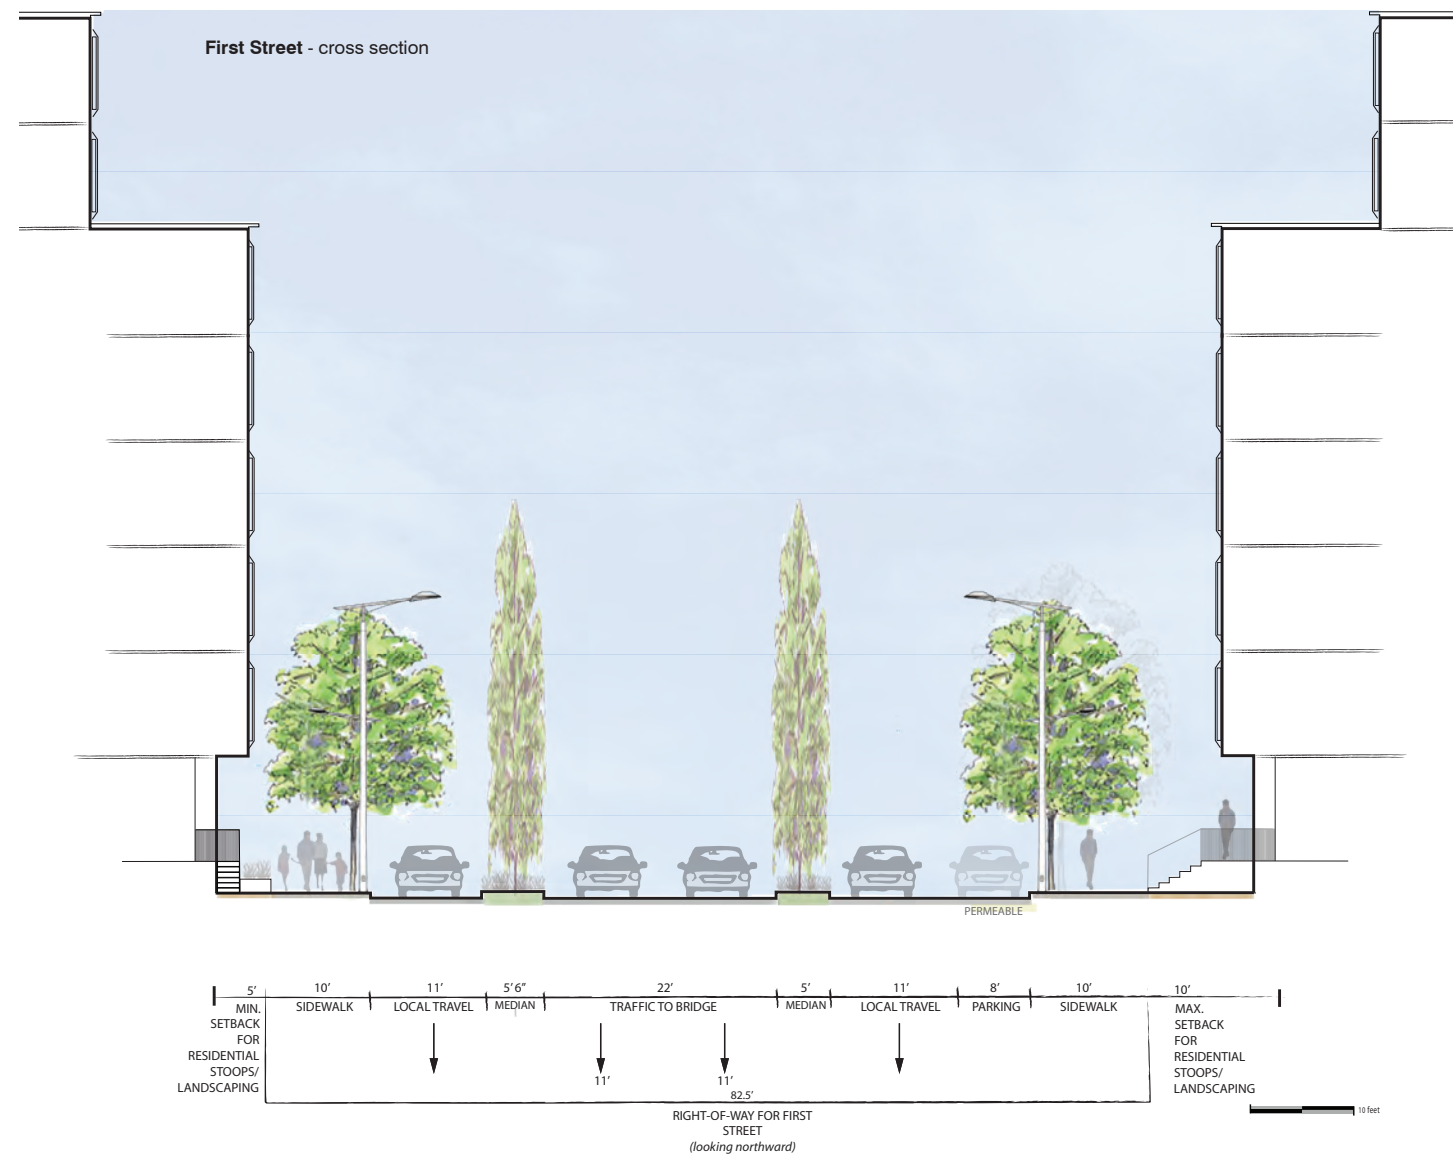 First Street - cross section
PERMEABLE
5’ 10’ 11’ 5’ 6” 22’ 5’ 11’ 8’ 10’ 10’
SIDEWALK LOCAL TRAVEL MEDIAN TRAFFIC TO BRIDGE MEDIAN LOCAL TRAVEL PARKING SIDEWALK
MIN.
SETBACK
FOR
RESIDENTIAL
STOOPS/
LANDSCAPING
MAX.
SETBACK
FOR
RESIDENTIAL
STOOPS/
LANDSCAPING
11’ 11’
82.5’
RIGHT-OF-WAY FOR FIRST
STREET
(looking northward)
10 feet